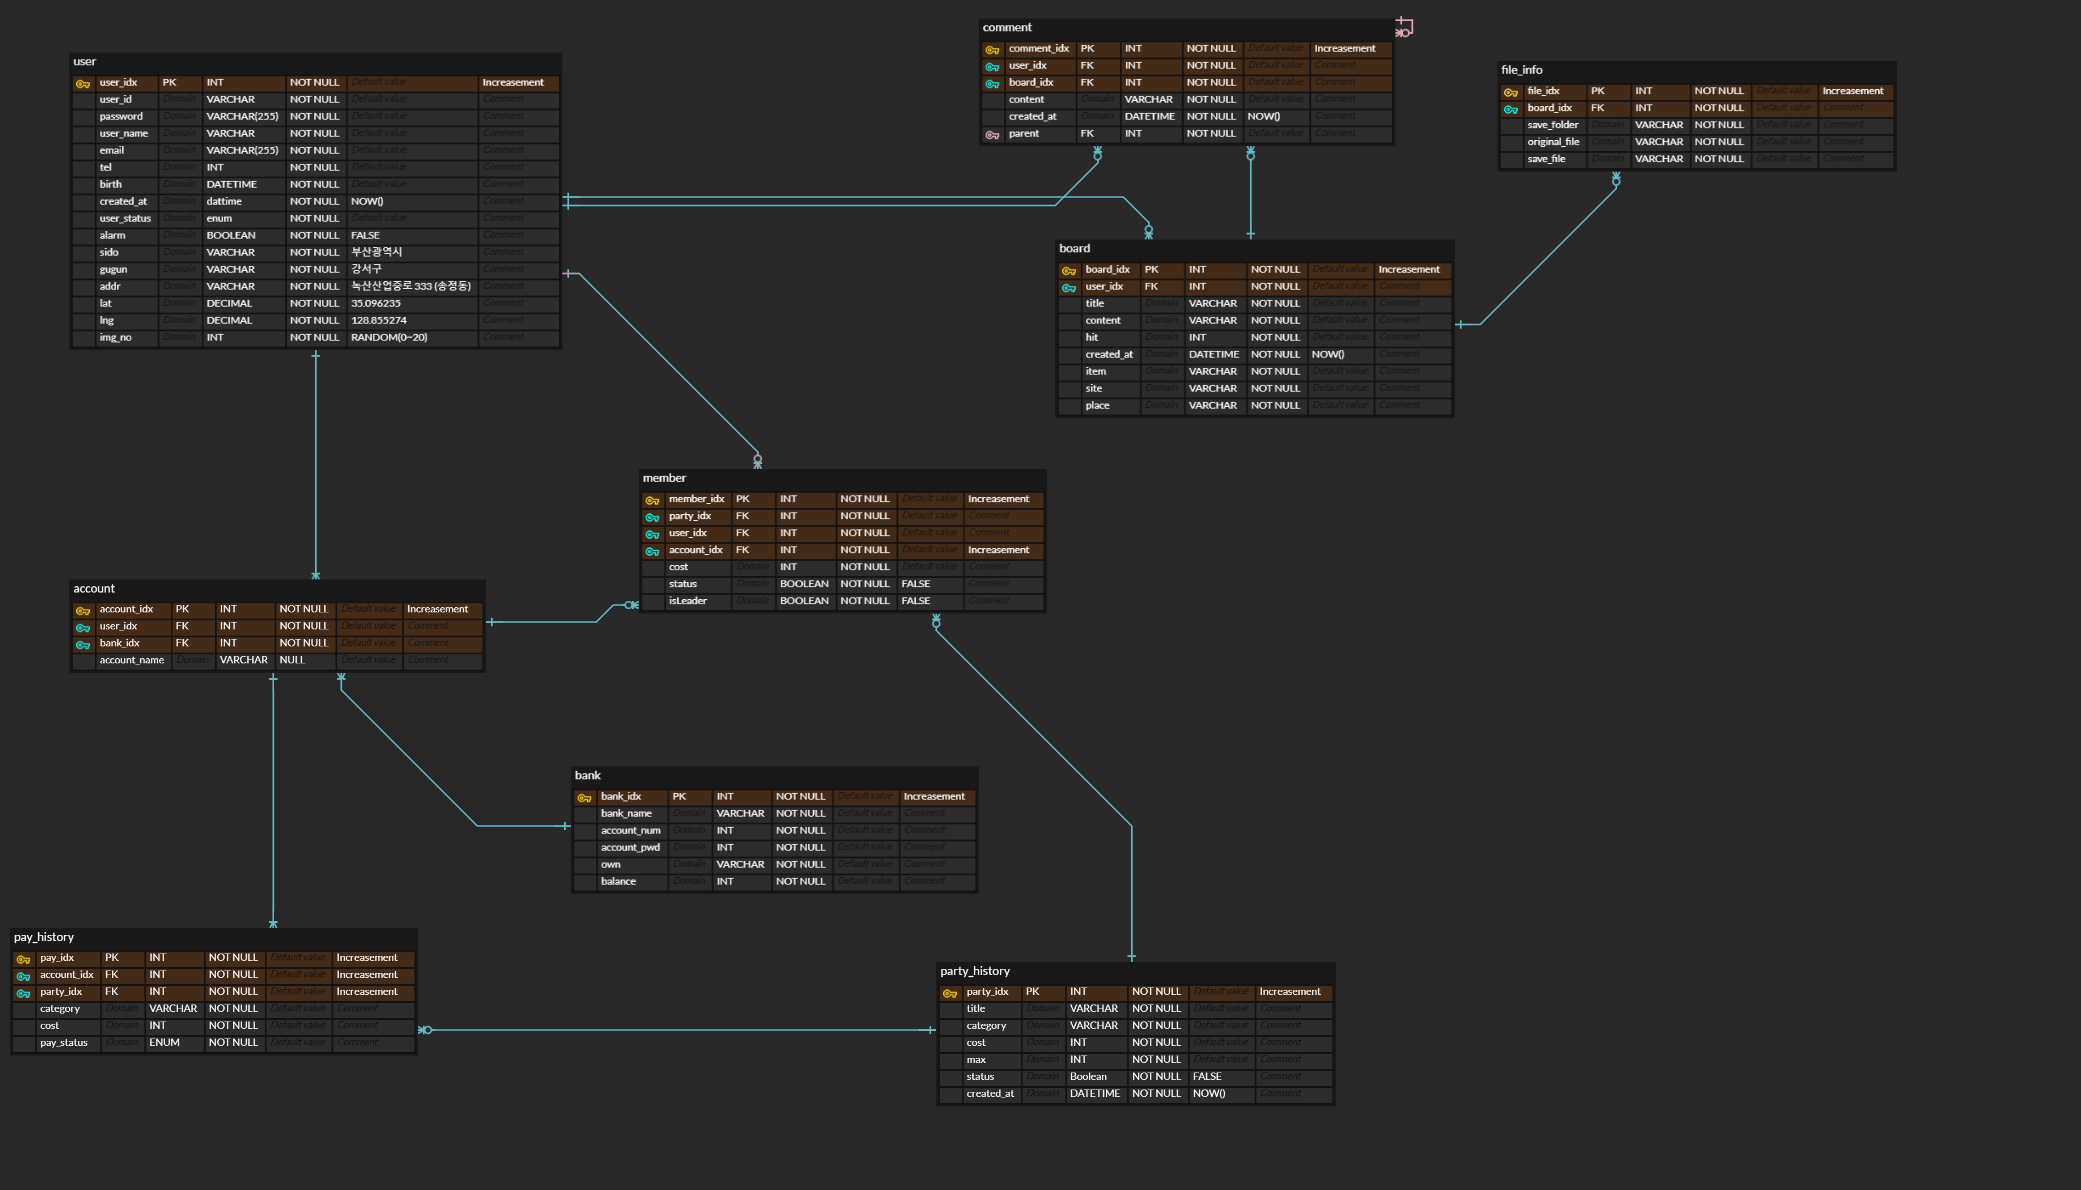 user
user_idx PK INT NOT NULL Default value Increasement
user_id Domain VARCHAR NOT NULL Default value Comment
password Domain VARCHAR(255) NOT NULL Default value Comment
user_name Domain VARCHAR NOT NULL Default value Comment
email Domain VARCHAR(255) NOT NULL Default value Comment
tel Domain INT NOT NULL Default value Comment
birth Domain DATETIME NOT NULL Default value Comment
created_at Domain dattime NOT NULL NOW() Comment
user_status Domain enum NOT NULL Default value Comment
alarm Domain BOOLEAN NOT NULL FALSE Comment
sido Domain VARCHAR NOT NULL 부산광역시 Comment
gugun Domain VARCHAR NOT NULL 강서구 Comment
addr Domain VARCHAR NOT NULL 녹산산업중로 333 (송정동) Comment
lat Domain DECIMAL NOT NULL 35.096235 Comment
lng Domain DECIMAL NOT NULL 128.855274 Comment
img_no Domain INT NOT NULL RANDOM(0~20) Comment
comment
comment_idx PK INT NOT NULL Default value Increasement
user_idx FK INT NOT NULL Default value Comment
board_idx FK INT NOT NULL Default value Comment
content Domain VARCHAR NOT NULL Default value Comment
created_at Domain DATETIME NOT NULL NOW() Comment
parent FK INT NOT NULL Default value Comment
file_info
file_idx PK INT NOT NULL Default value Increasement
board_idx FK INT NOT NULL Default value Comment
save_folder Domain VARCHAR NOT NULL Default value Comment
original_file Domain VARCHAR NOT NULL Default value Comment
save_file Domain VARCHAR NOT NULL Default value Comment
board
board_idx PK INT NOT NULL Default value Increasement
user_idx FK INT NOT NULL Default value Comment
title Domain VARCHAR NOT NULL Default value Comment
content Domain VARCHAR NOT NULL Default value Comment
hit Domain INT NOT NULL Default value Comment
created_at Domain DATETIME NOT NULL NOW() Comment
item Domain VARCHAR NOT NULL Default value Comment
site Domain VARCHAR NOT NULL Default value Comment
place Domain VARCHAR NOT NULL Default value Comment
member
member_idx PK INT NOT NULL Default value Increasement
party_idx FK INT NOT NULL Default value Comment
user_idx FK INT NOT NULL Default value Comment
account_idx FK INT NOT NULL Default value Increasement
cost Domain INT NOT NULL Default value Comment
status Domain BOOLEAN NOT NULL FALSE Comment
isLeader Domain BOOLEAN NOT NULL FALSE Comment
account
account_idx PK INT NOT NULL Default value Increasement
user_idx FK INT NOT NULL Default value Comment
bank_idx FK INT NOT NULL Default value Comment
account_name Domain VARCHAR NULL Default value Comment
bank
bank_idx PK INT NOT NULL Default value Increasement
bank_name Domain VARCHAR NOT NULL Default value Comment
account_num Domain INT NOT NULL Default value Comment
account_pwd Domain INT NOT NULL Default value Comment
own Domain VARCHAR NOT NULL Default value Comment
balance Domain INT NOT NULL Default value Comment
pay_history
pay_idx PK INT NOT NULL Default value Increasement
account_idx FK INT NOT NULL Default value Increasement
party_idx FK INT NOT NULL Default value Increasement
category Domain VARCHAR NOT NULL Default value Comment
cost Domain INT NOT NULL Default value Comment
pay_status Domain ENUM NOT NULL Default value Comment
party_history
party_idx PK INT NOT NULL Default value Increasement
title Domain VARCHAR NOT NULL Default value Comment
category Domain VARCHAR NOT NULL Default value Comment
cost Domain INT NOT NULL Default value Comment
max Domain INT NOT NULL Default value Comment
status Domain Boolean NOT NULL FALSE Comment
created_at Domain DATETIME NOT NULL NOW() Comment